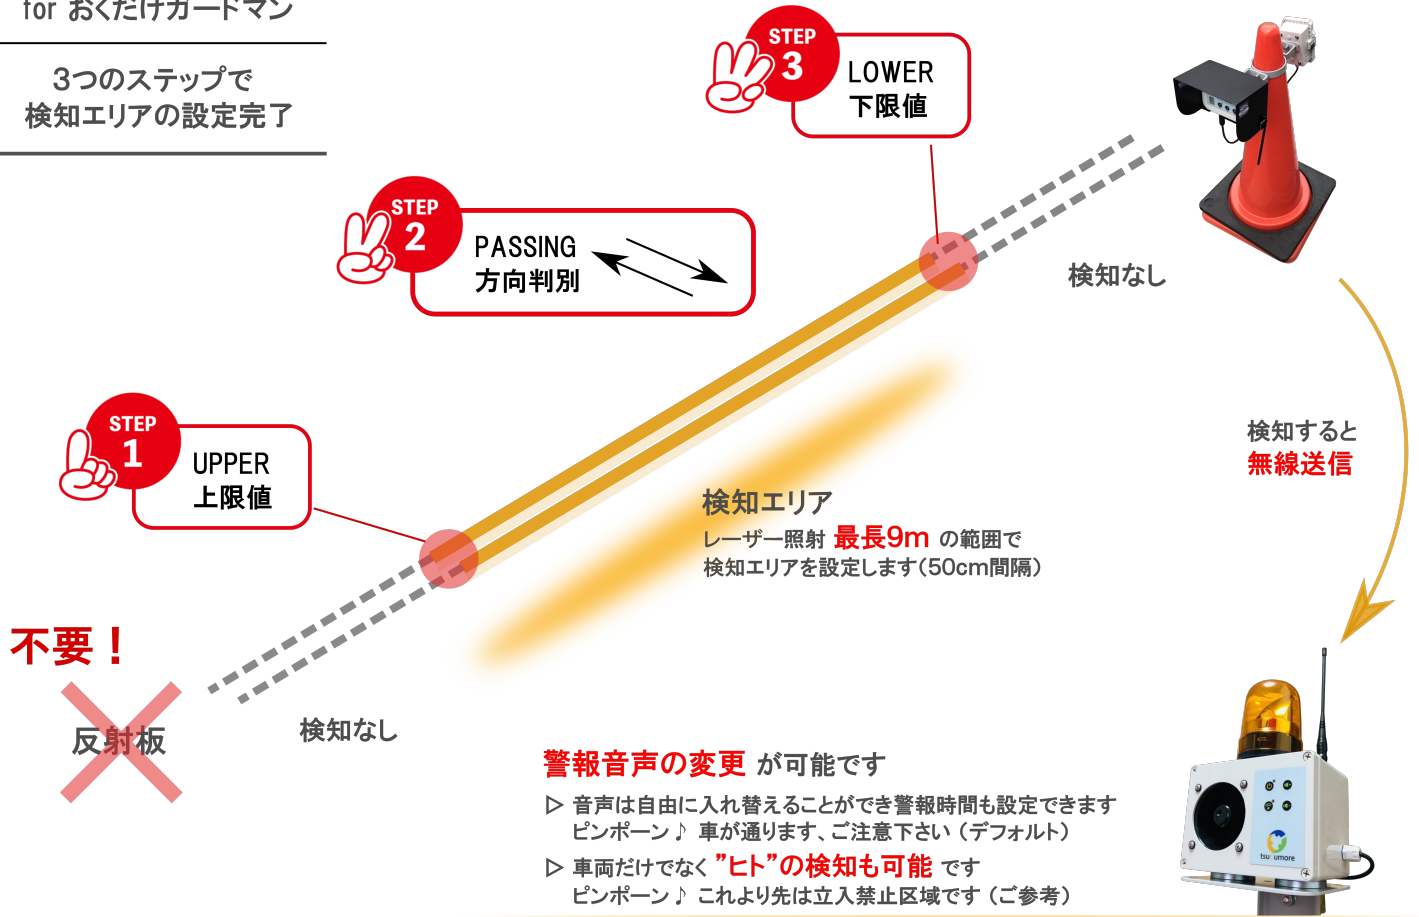 for おくだけガードマン
3つのステップで
検知エリアの設定完了
STEP
3
LOWER
下限値
STEP
2
PASSING
方向判別
検知なし
STEP
1
UPPER
上限値
検知すると
無線送信
検知エリア
レーザー照射 最長9m の範囲で
検知エリアを設定します(50cm間隔)
不要！
反射板
検知なし
警報音声の変更 が可能です
▷ 音声は自由に入れ替えることができ警報時間も設定できます
ピンポーン♪ 車が通ります、ご注意下さい (デフォルト)
▷ 車両だけでなく ”ヒト”の検知も可能 です
ピンポーン♪ これより先は立入禁止区域です (ご参考)